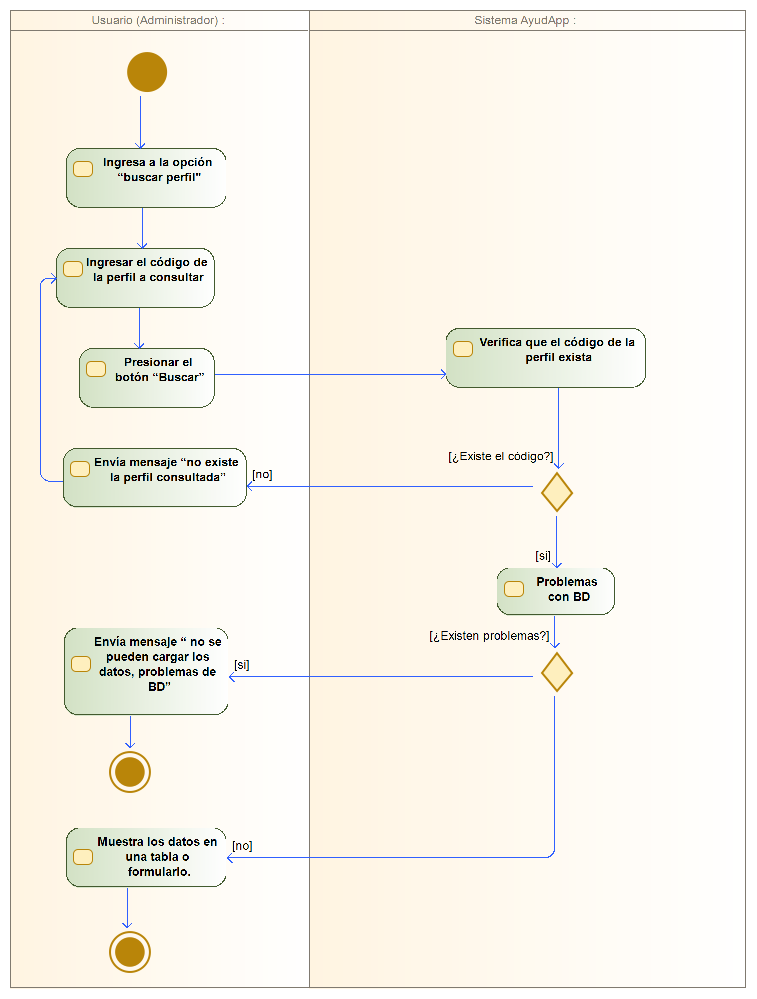 Usuario (Administrador) :
Sistema AyudApp :
Ingresa a la opción
“buscar perfil"
Ingresar el código de
la perfil a consultar
Presionar el
botón “Buscar”
Verifica que el código de la
perfil exista
[¿Existe el código?]
Envía mensaje “no existe
la perfil consultada”
[no]
[si]
Problemas
con BD
[¿Existen problemas?]
Envía mensaje “ no se
pueden cargar los
datos, problemas de
BD”
[si]
Muestra los datos en
una tabla o
formularlo.
[no]